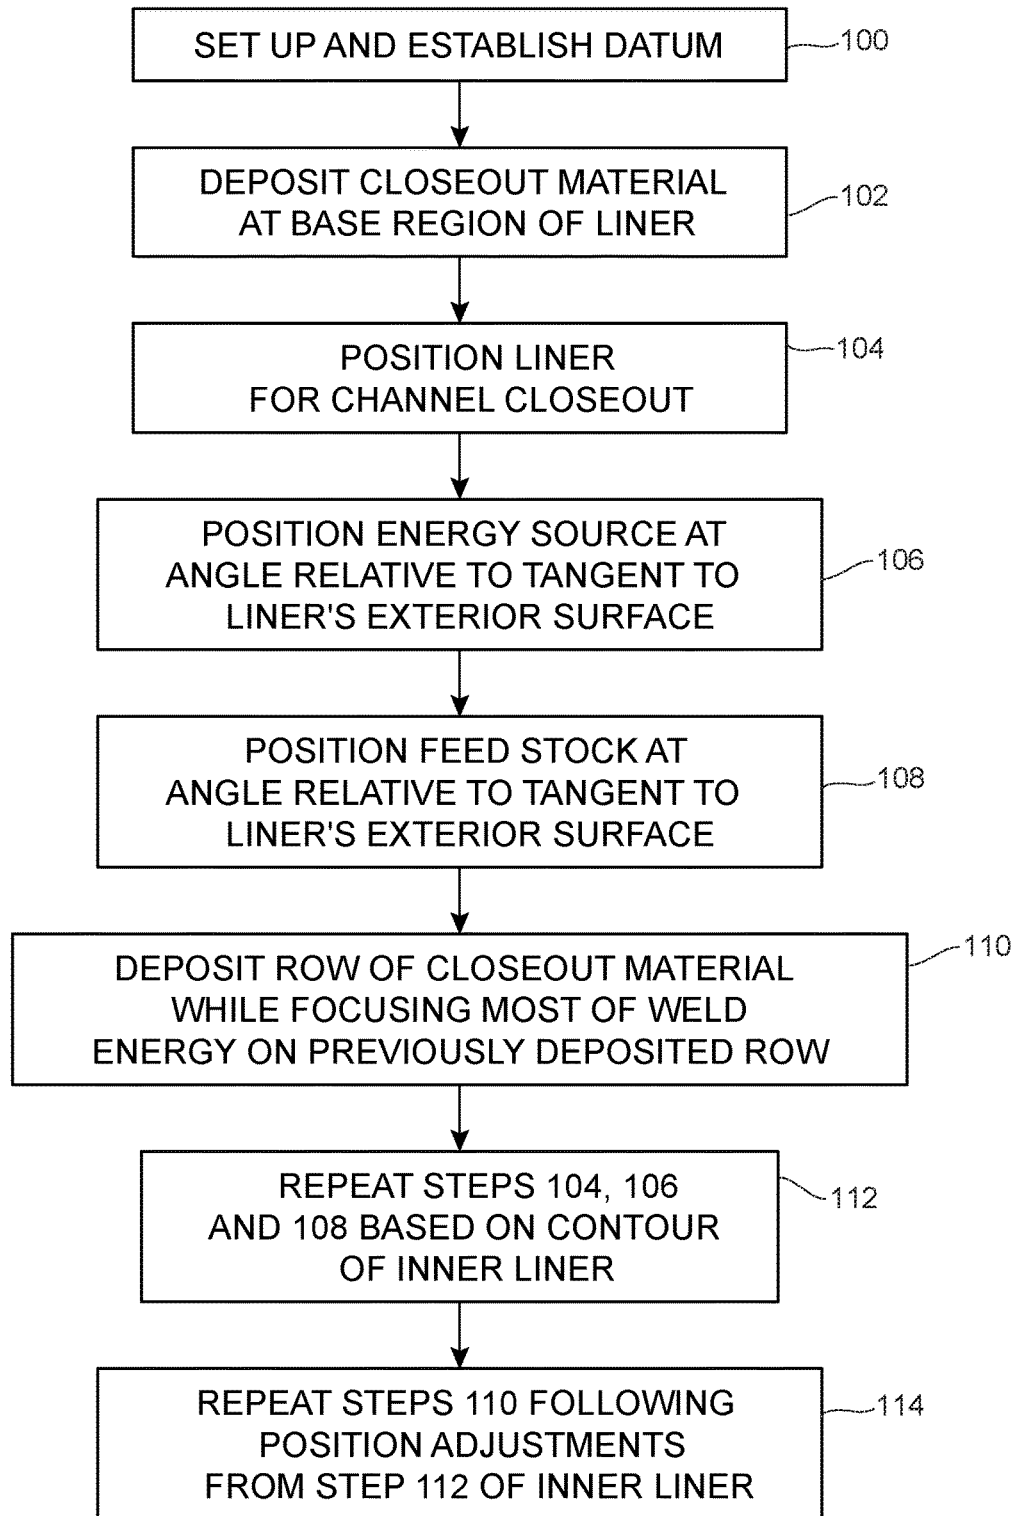 SET UP AND ESTABLISH DATUM
100
DEPOSIT CLOSEOUT MATERIAL
AT BASE REGION OF LINER
102
POSITION LINER
FOR CHANNEL CLOSEOUT
104
POSITION ENERGY SOURCE AT
ANGLE RELATIVE TO TANGENT TO
LINER'S EXTERIOR SURFACE
106
POSITION FEED STOCK AT
ANGLE RELATIVE TO TANGENT TO
LINER'S EXTERIOR SURFACE
108
DEPOSIT ROW OF CLOSEOUT MATERIAL
WHILE FOCUSING MOST OF WELD
ENERGY ON PREVIOUSLY DEPOSITED ROW
110
REPEAT STEPS 104, 106
AND 108 BASED ON CONTOUR
OF INNER LINER
112
REPEAT STEPS 110 FOLLOWING
POSITION ADJUSTMENTS
FROM STEP 112 OF INNER LINER
114